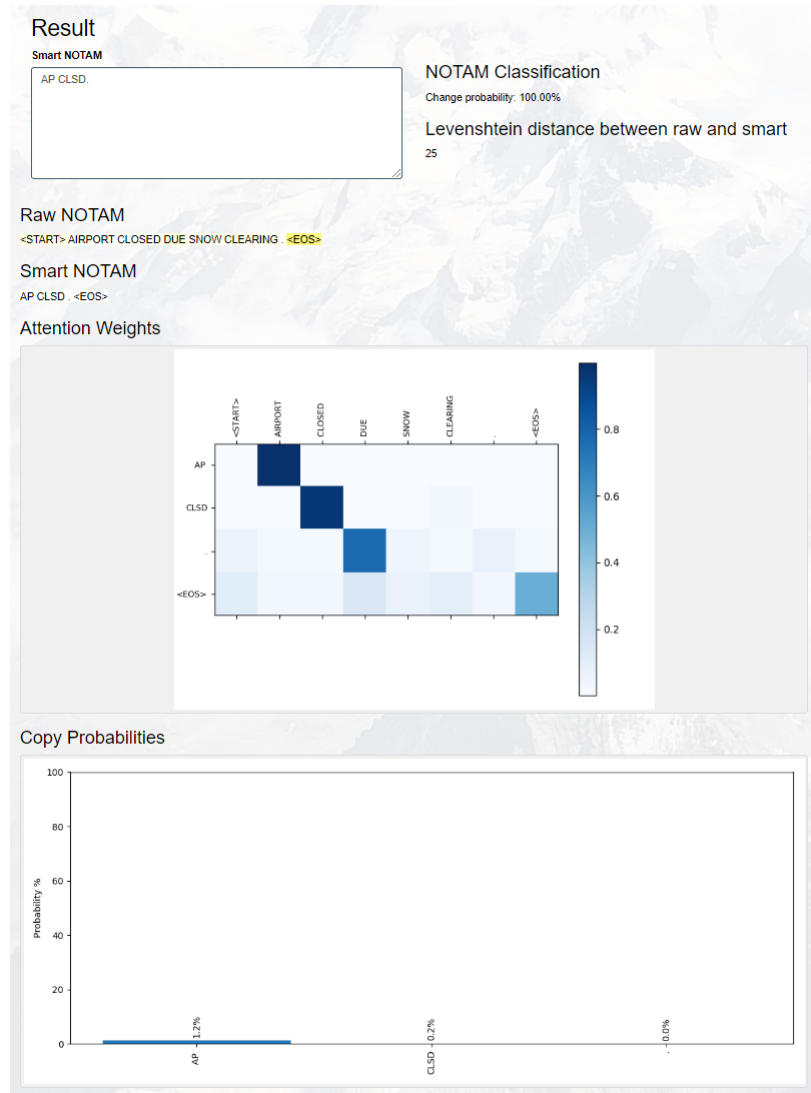 Result
Smart NOTAM
AP CLSD.
NOTAM Classification
Change probability: 100.00%
Levenshtein distance between raw and smart
25
Raw NOTAM
<START> AIRPORT CLOSED DUE SNOW CLEARING . <EOS>
Smart NOTAM
AP CLSD . <EOS>
Attention Weights
<START> AIRPORT CLOSED DUE SNOW CLEARING . <EOS>
AP
CLSD
.
<EOS>
0.8
0.6
0.4
0.2
Copy Probabilities
100
80
60
40
20
0
Probability %
1.2%
0.2%
0.0%
AP
CLSD
.